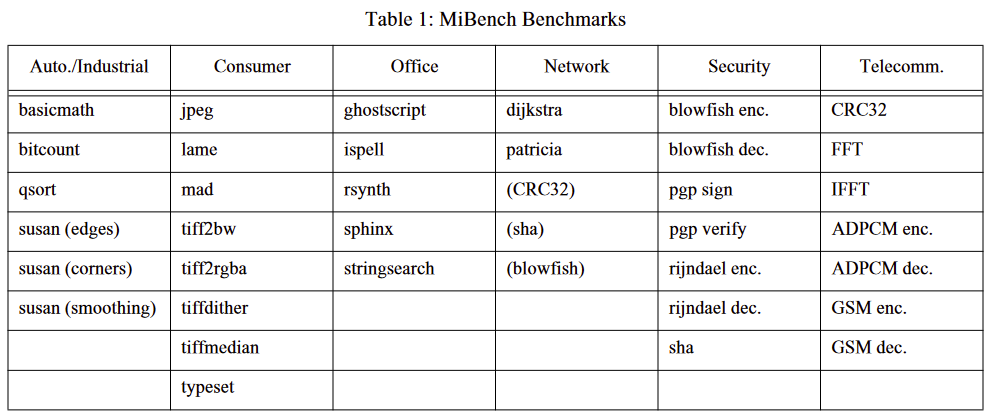 Table 1: MiBench Benchmarks
Auto./Industrial Consumer Office Network Security Telecomm.
basicmath jpeg ghostscript dijkstra blowfish enc. CRC32
bitcount lame ispell patricia blowfish dec. FFT
qsort mad rsynth (CRC32) pgp sign IFFT
susan (edges) tiff2bw sphinx (sha) pgp verify ADPCM enc.
susan (corners) tiff2rgba stringsearch (blowfish) rijndael enc. ADPCM dec.
susan (smoothing) tiffdither rijndael dec. GSM enc.
tiffmedian sha GSM dec.
typeset